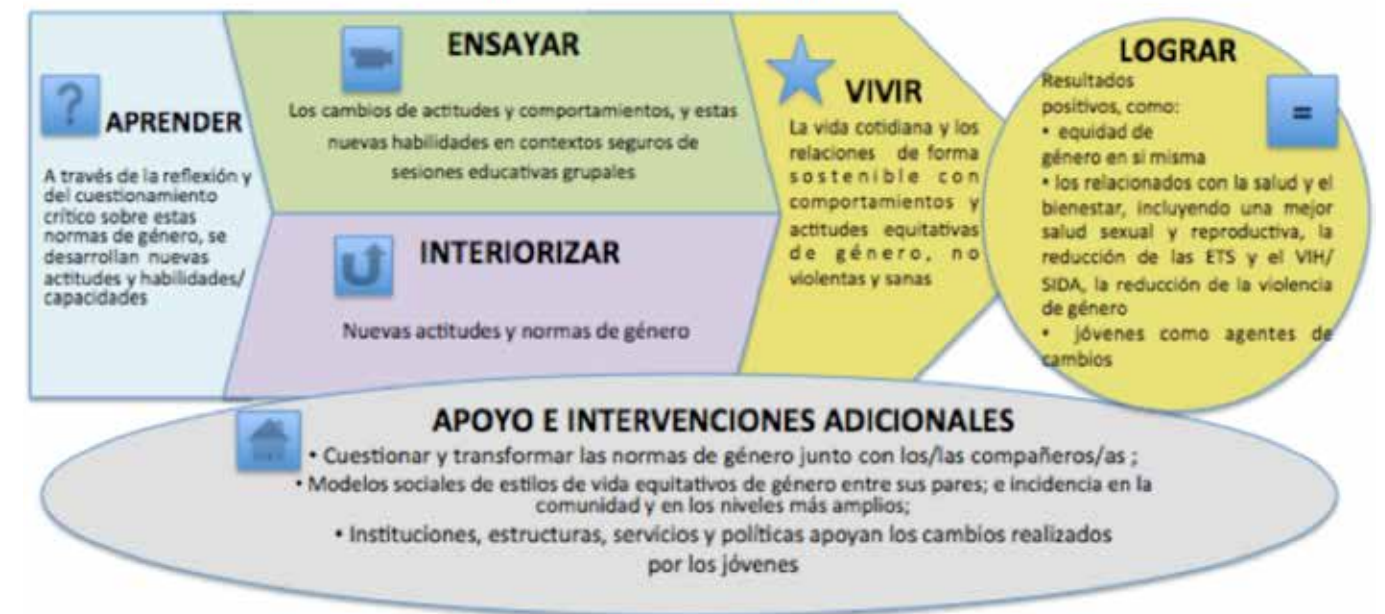 ?
APRENDER
A través de la reflexión y
del cuestionamiento
crítico sobre estas
normas de género, se
desarrollan nuevas
actitudes y habilidades/
capacidades
ENSAYAR
Los cambios de actitudes y comportamientos, y estas
nuevas habilidades en contextos seguros de
sesiones educativas grupales
INTERIORIZAR
Nuevas actitudes y normas de género
VIVIR
La vida cotidiana y los
relaciones de forma
sostenible con
comportamientos y
actitudes equitativas
de género, no
violentas y sanas
LOGRAR
=
Resultados
positivos, como:
• equidad de
género en si misma
• los relacionados con la salud y el
bienestar, incluyendo una mejor
salud sexual y reproductiva, la
reducción de las ETS y el VIH/
SIDA, la reducción de la violencia
de género
• jóvenes como agentes de
cambios
APOYO E INTERVENCIONES ADICIONALES
• Cuestionar y transformar las normas de género junto con los/las compañeros/as ;
• Modelos sociales de estilos de vida equitativos de género entre sus pares; e incidencia en la
comunidad y en los niveles más amplios;
• Instituciones, estructuras, servicios y políticas apoyan los cambios realizados
por los jóvenes